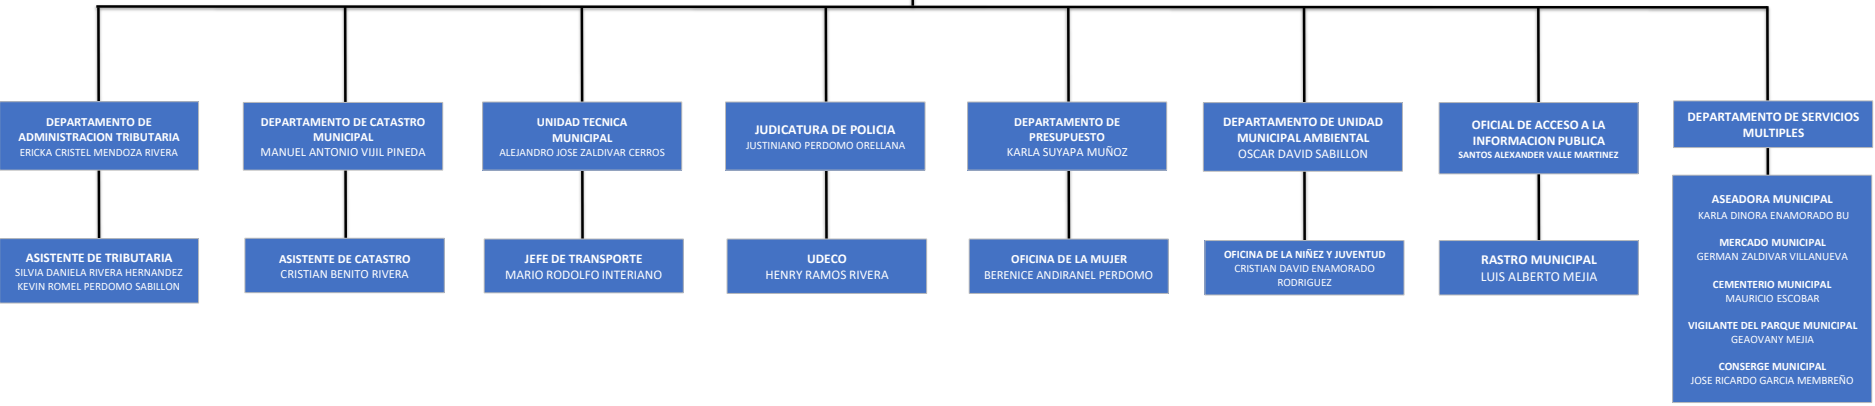 DEPARTAMENTO DE
ADMINISTRACION TRIBUTARIA
ERICKA CRISTEL MENDOZA RIVERA
DEPARTAMENTO DE CATASTRO
MUNICIPAL
MANUEL ANTONIO VIJIL PINEDA
UNIDAD TECNICA
MUNICIPAL
ALEJANDRO JOSE ZALDIVAR CERROS
JUDICATURA DE POLICIA
JUSTINIANO PERDOMO ORELLANA
DEPARTAMENTO DE
PRESUPUESTO
KARLA SUYAPA MUÑOZ
DEPARTAMENTO DE UNIDAD
MUNICIPAL AMBIENTAL
OSCAR DAVID SABILLON
OFICIAL DE ACCESO A LA
INFORMACION PUBLICA
SANTOS ALEXANDER VALLE MARTINEZ
DEPARTAMENTO DE SERVICIOS
MULTIPLES
ASISTENTE DE TRIBUTARIA
SILVIA DANIELA RIVERA HERNANDEZ
KEVIN ROMEL PERDOMO SABILLON
ASISTENTE DE CATASTRO
CRISTIAN BENITO RIVERA
JEFE DE TRANSPORTE
MARIO RODOLFO INTERIANO
UDECO
HENRY RAMOS RIVERA
OFICINA DE LA MUJER
BERENICE ANDIRANEL PERDOMO
OFICINA DE LA NIÑEZ Y JUVENTUD
CRISTIAN DAVID ENAMORADO
RODRIGUEZ
RASTRO MUNICIPAL
LUIS ALBERTO MEJIA
ASEADORA MUNICIPAL
KARLA DINORA ENAMORADO BU
MERCADO MUNICIPAL
GERMAN ZALDIVAR VILLANUEVA
CEMENTERIO MUNICIPAL
MAURICIO ESCOBAR
VIGILANTE DEL PARQUE MUNICIPAL
GEAOVANY MEJIA
CONSERGE MUNICIPAL
JOSE RICARDO GARCIA MEMBREÑO